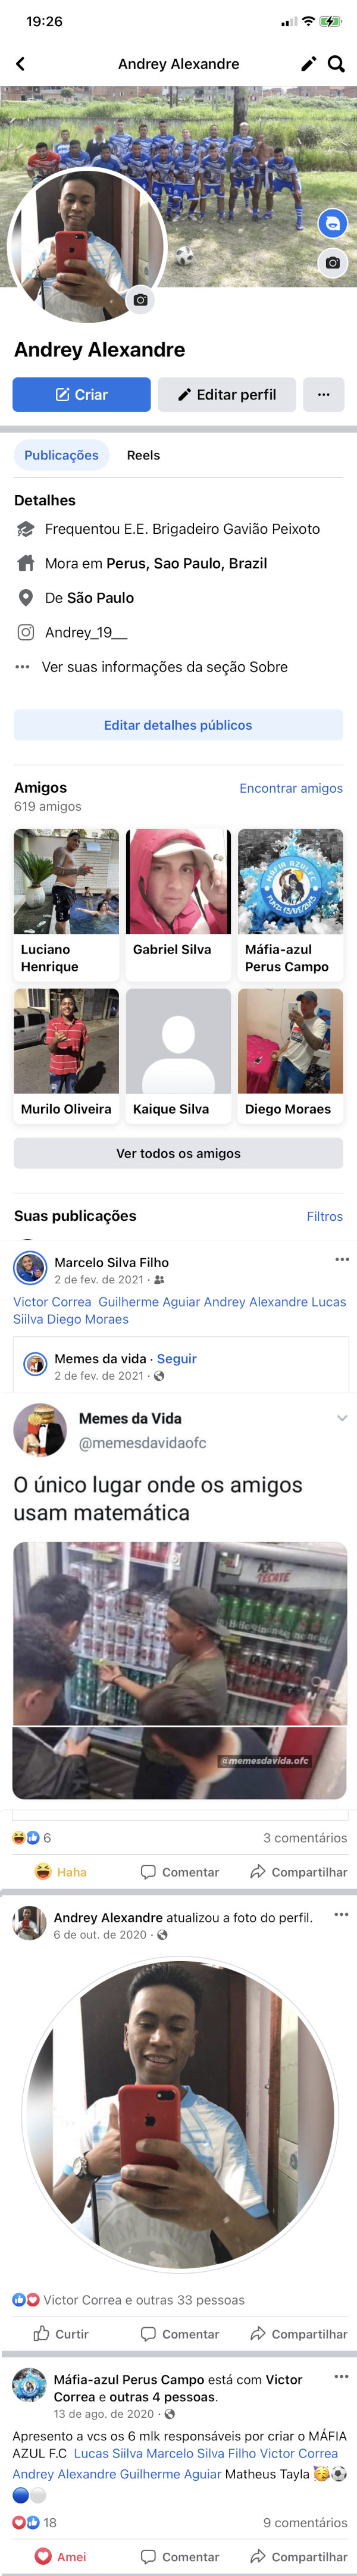 19:26
Andrey Alexandre
Andrey Alexandre
Criar
Editar perfil
Publicações
Reels
Detalhes
Frequentou E.E. Brigadeiro Gavião Peixoto
Mora em Perus, Sao Paulo, Brazil
De São Paulo
Andrey_19__
Ver suas informações da seção Sobre
Editar detalhes públicos
Amigos
Encontrar amigos
619 amigos
Luciano Henrique
Gabriel Silva
Máfia-azul Perus Campo
Murilo Oliveira
Kaique Silva
Diego Moraes
Ver todos os amigos
Suas publicações
Filtros
Marcelo Silva Filho
2 de fev. de 2021 ·
Victor Correa Guilherme Aguiar Andrey Alexandre Lucas
Siilva Diego Moraes
Memes da vida · Seguir
2 de fev. de 2021 ·
Memes da Vida
@memesdavidaofc
O único lugar onde os amigos
usam matemática
TECATE
@memesdavida.ofc
6
3 comentários
Haha
Comentar
Compartilhar
Andrey Alexandre atualizou a foto do perfil.
6 de out. de 2020 ·
Victor Correa e outras 33 pessoas
Curtir
Comentar
Compartilhar
Máfia-azul Perus Campo está com Victor
Correa e outras 4 pessoas.
13 de ago. de 2020 ·
Apresento a vcs os 6 mlk responsáveis por criar o MÁFIA
AZUL F.C Lucas Siilva Marcelo Silva Filho Victor Correa
Andrey Alexandre Guilherme Aguiar Matheus Tayla 🥳⚽
🔵⚪
18
9 comentários
Amei
Comentar
Compartilhar